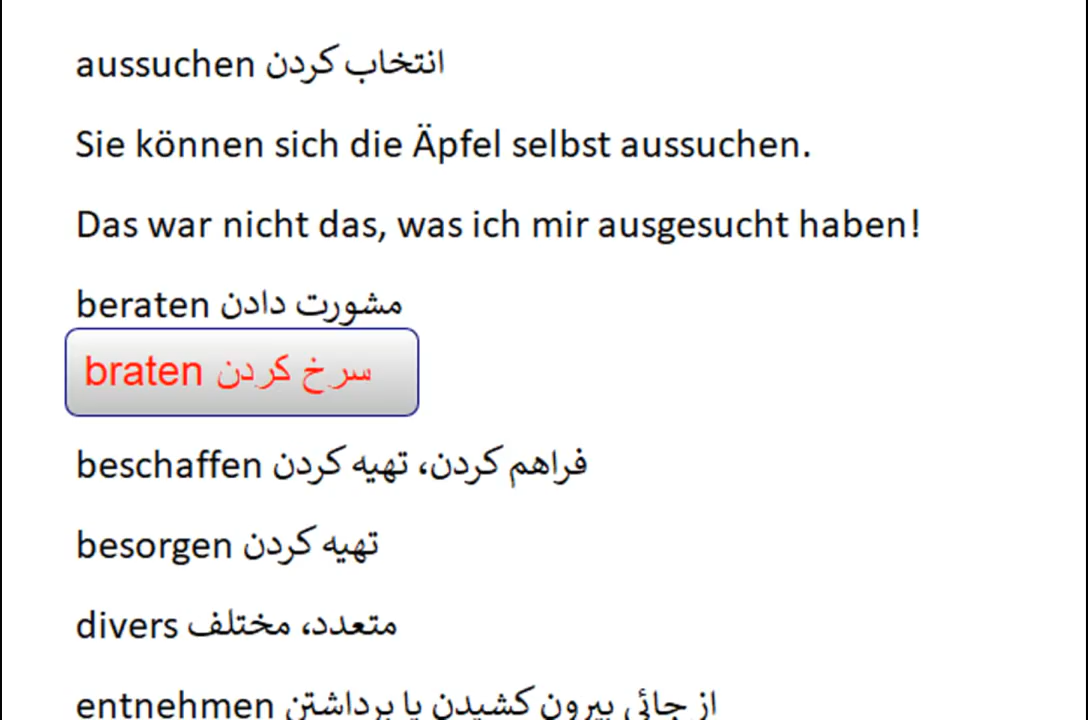 aussuchen انتخاب کردن
Sie können sich die Äpfel selbst aussuchen.
Das war nicht das, was ich mir ausgesucht haben!
beraten مشورت دادن
braten سرخ کردن
beschaffen فراهم کردن، تهیه کردن
besorgen تهیه کردن
divers متعدد، مختلف
entnehmen از جائی بیرون کشیدن یا برداشتن